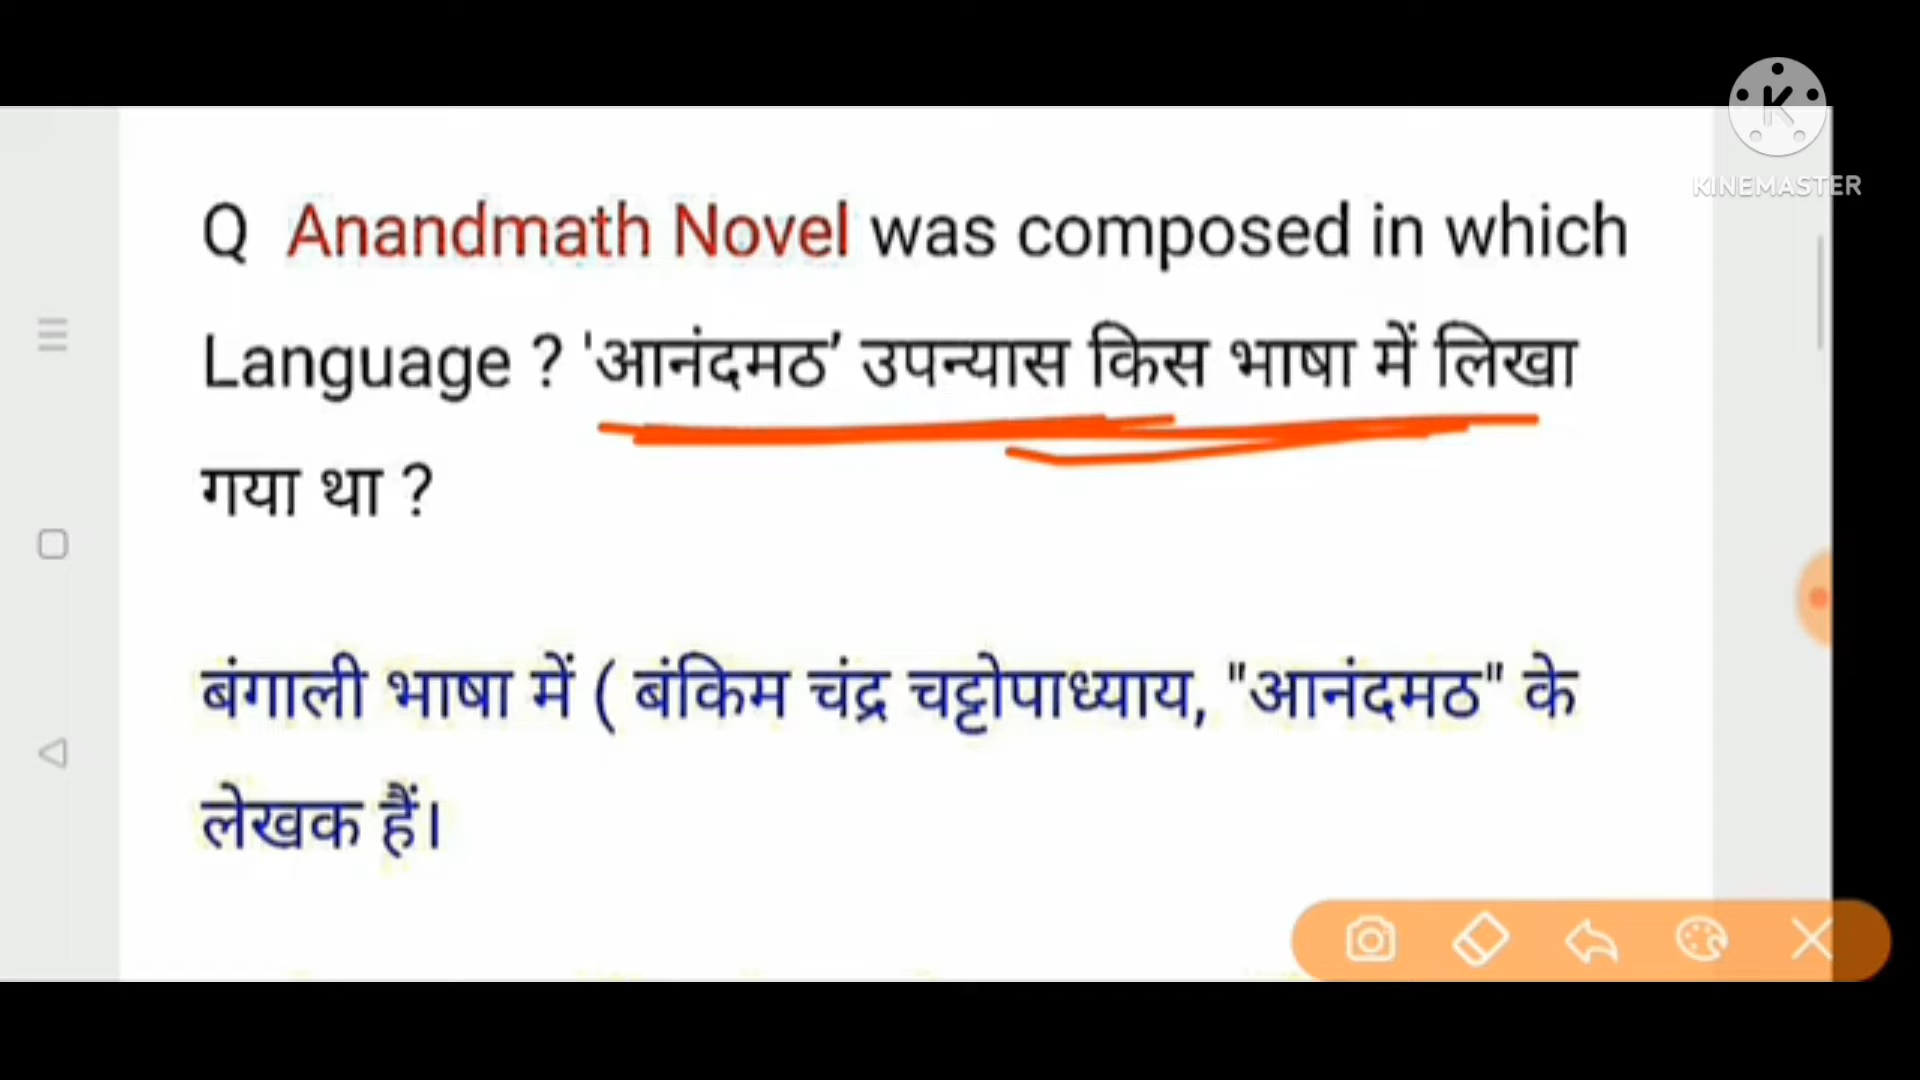 KINEMASTER
Q Anandmath Novel was composed in which
Language ? 'आनंदमठ' उपन्यास किस भाषा में लिखा
गया था ?
बंगाली भाषा में ( बंकिम चंद्र चट्टोपाध्याय, "आनंदमठ" के
लेखक हैं।